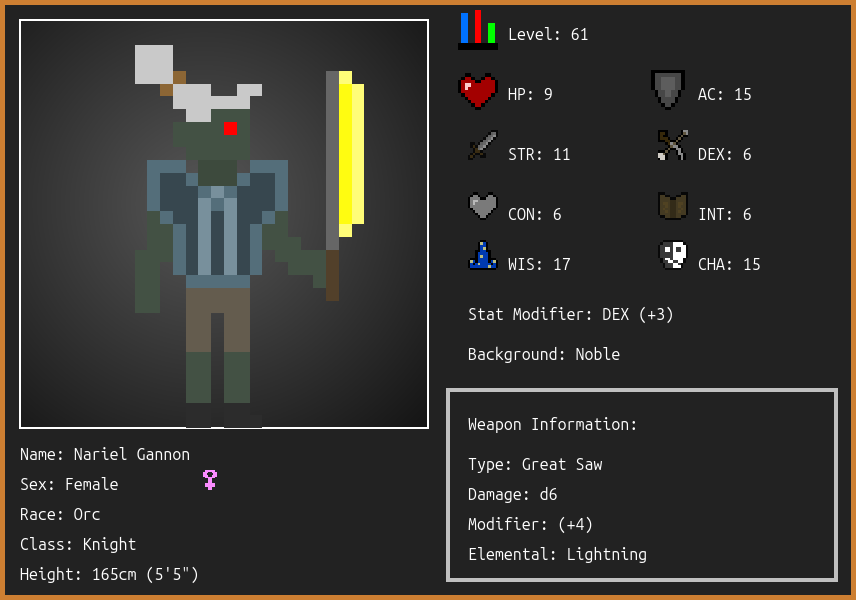 Level: 61
HP: 9
AC: 15
STR: 11
DEX: 6
CON: 6
INT: 6
WIS: 17
CHA: 15
Stat Modifier: DEX (+3)
Background: Noble
Weapon Information:
Type: Great Saw
Damage: d6
Modifier: (+4)
Elemental: Lightning
Name: Nariel Gannon
Sex: Female
Race: Orc
Class: Knight
Height: 165cm (5'5")